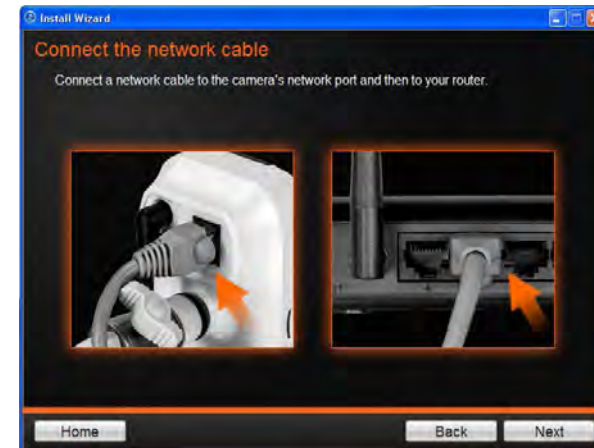 Install Wizard
Connect the network cable
Connect a network cable to the camera's network port and then to your router.
Home
Back
Next